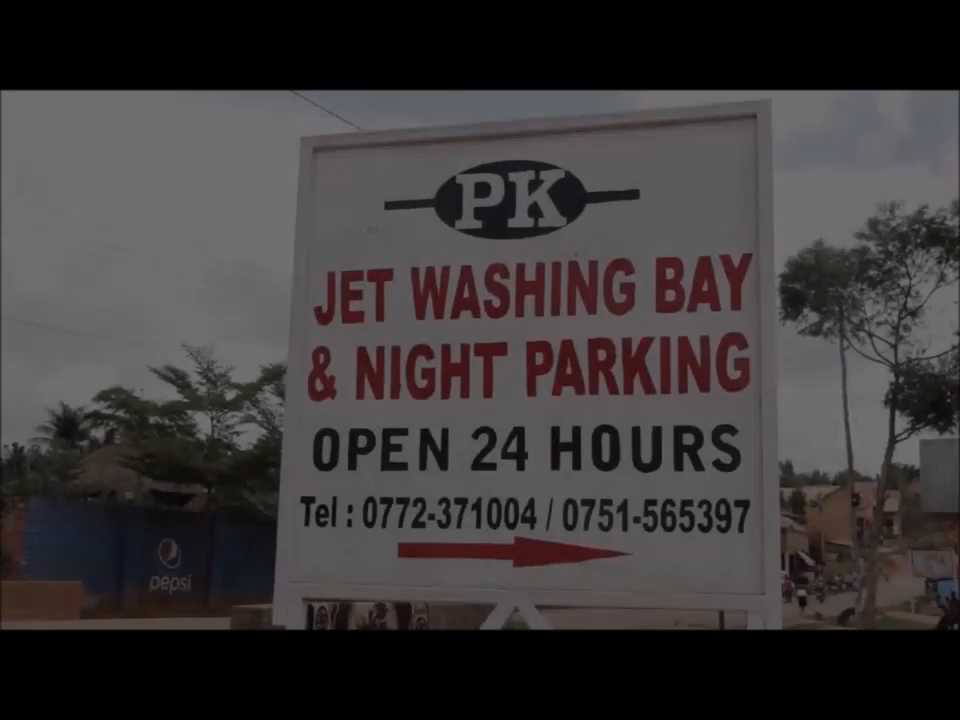 PK
JET WASHING BAY
& NIGHT PARKING
OPEN 24 HOURS
Tel : 0772-371004 / 0751-565397
pepsi